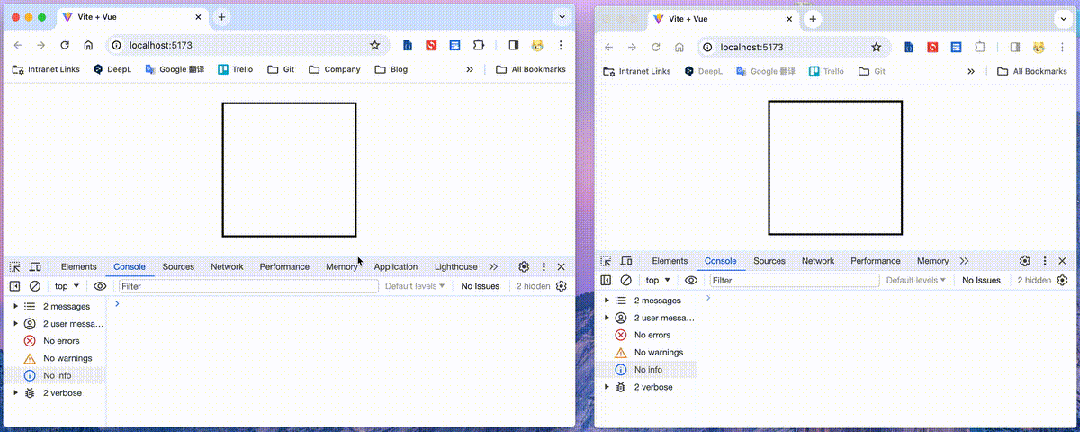 Vite + Vue
localhost:5173
Intranet Links DeepL Google 翻译 Trello Git Company Blog All Bookmarks
Elements Console Sources Network Performance Memory Application Lighthouse
top Filter Default levels No Issues 2 hidden
2 messages
2 user messa...
No errors
No warnings
No info
2 verbose
Vite + Vue
localhost:5173
Intranet Links DeepL Google 翻译 Trello Git All Bookmarks
Elements Console Sources Network Performance Memory
top Filter Default levels No Issues 2 hidden
2 messages
2 user messa...
No errors
No warnings
No info
2 verbose